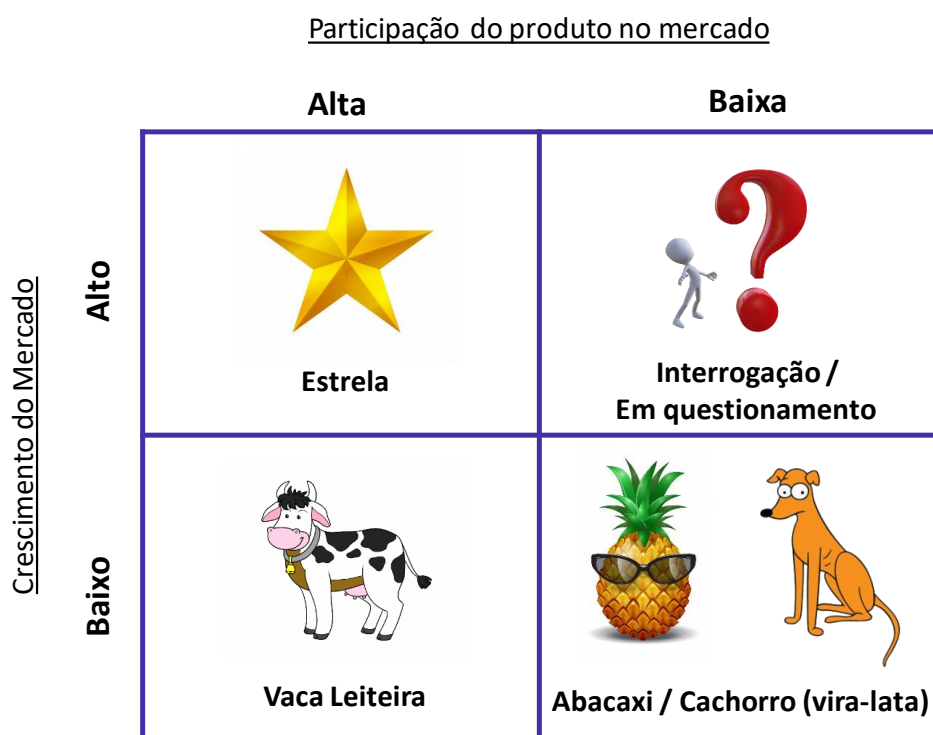 Participação do produto no mercado
Alta
Baixa
Crescimento do Mercado
Alto
Estrela
Interrogação /
Em questionamento
Baixo
Vaca Leiteira
Abacaxi / Cachorro (vira-lata)